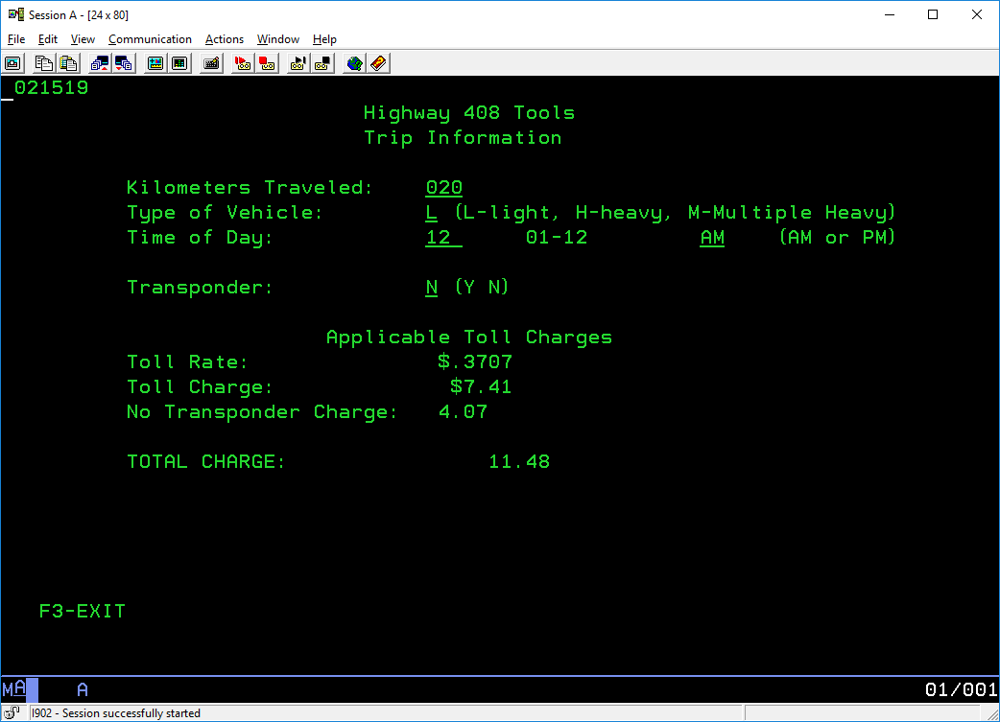 Session A - [24 x 80]
File Edit View Communication Actions Window Help
021519
Highway 408 Tools
Trip Information
Kilometers Traveled: 020
Type of Vehicle: L (L-light, H-heavy, M-Multiple Heavy)
Time of Day: 12 01-12 AM (AM or PM)
Transponder: N (Y N)
Applicable Toll Charges
Toll Rate: $.3707
Toll Charge: $7.41
No Transponder Charge: 4.07
TOTAL CHARGE: 11.48
F3-EXIT
MA A 01/001
I902 - Session successfully started